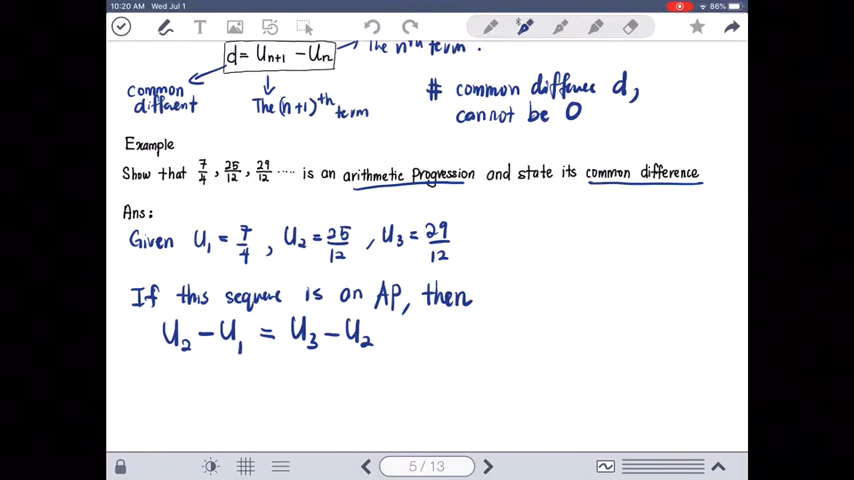 10:20 AM Wed Jul 1
86%
T
The nth term.
d = Un+1 - Un
common different
The (n+1)th term
# common differnce d, cannot be 0
Example
Show that 7/4, 25/12, 29/12 .... is an arithmetic Progression and state its common difference
Ans:
Given U1 = 7/4, U2 = 25/12, U3 = 29/12
If this sequence is an AP, then
U2 - U1 = U3 - U2
5 / 13